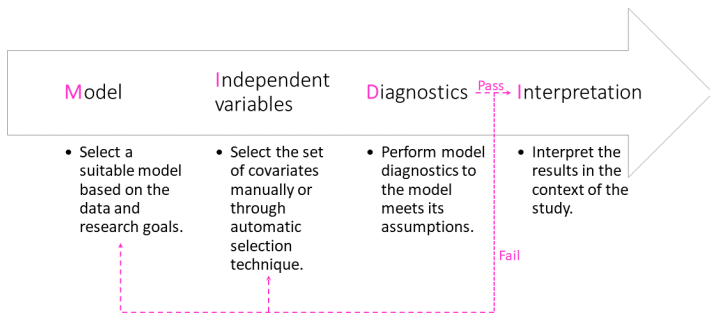 Model
Independent
variables
Diagnostics
Pass
Interpretation
• Select a
suitable model
based on the
data and
research goals.
• Select the set
of covariates
manually or
through
automatic
selection
technique.
• Perform model
diagnostics to
the model
meets its
assumptions.
• Interpret the
results in the
context of the
study.
Fail